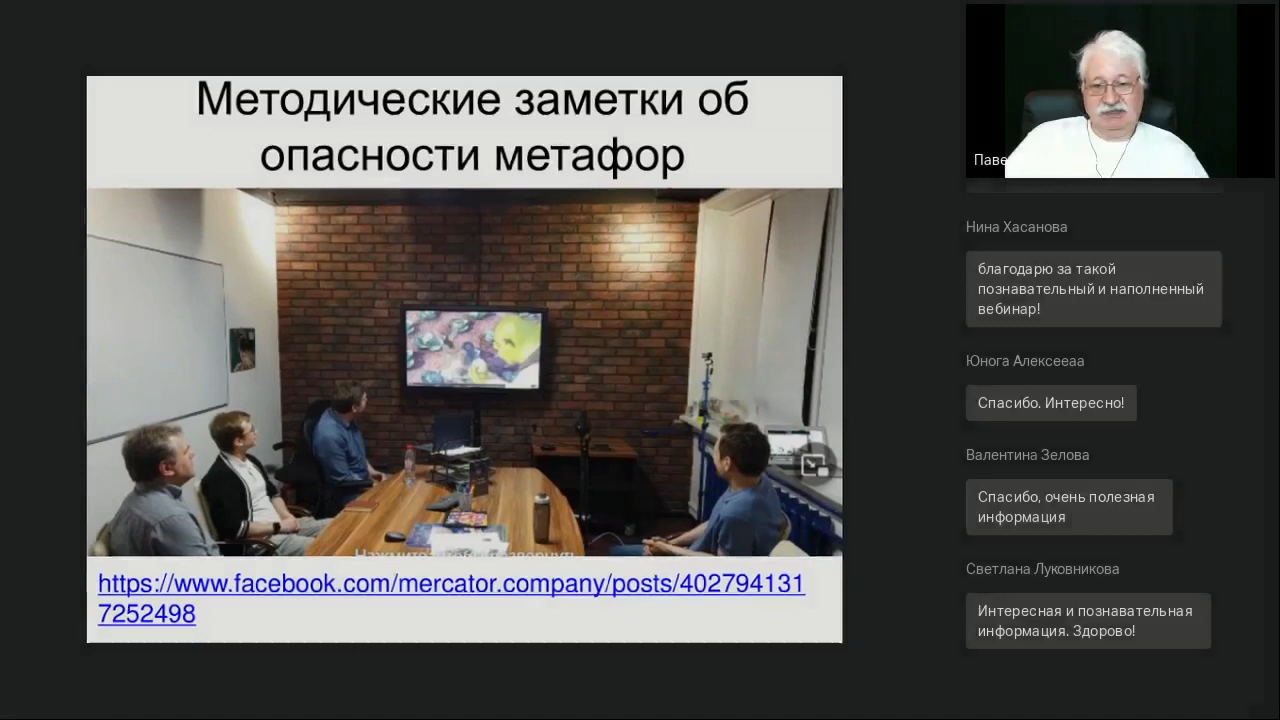 Методические заметки об
опасности метафор
https://www.facebook.com/mercator.company/posts/402794131
7252498
Паве
Нина Хасанова
благодарю за такой
познавательный и наполненный
вебинар!
Юнога Алексееаа
Спасибо. Интересно!
Валентина Зелова
Спасибо, очень полезная
информация
Светлана Луковникова
Интересная и познавательная
информация. Здорово!